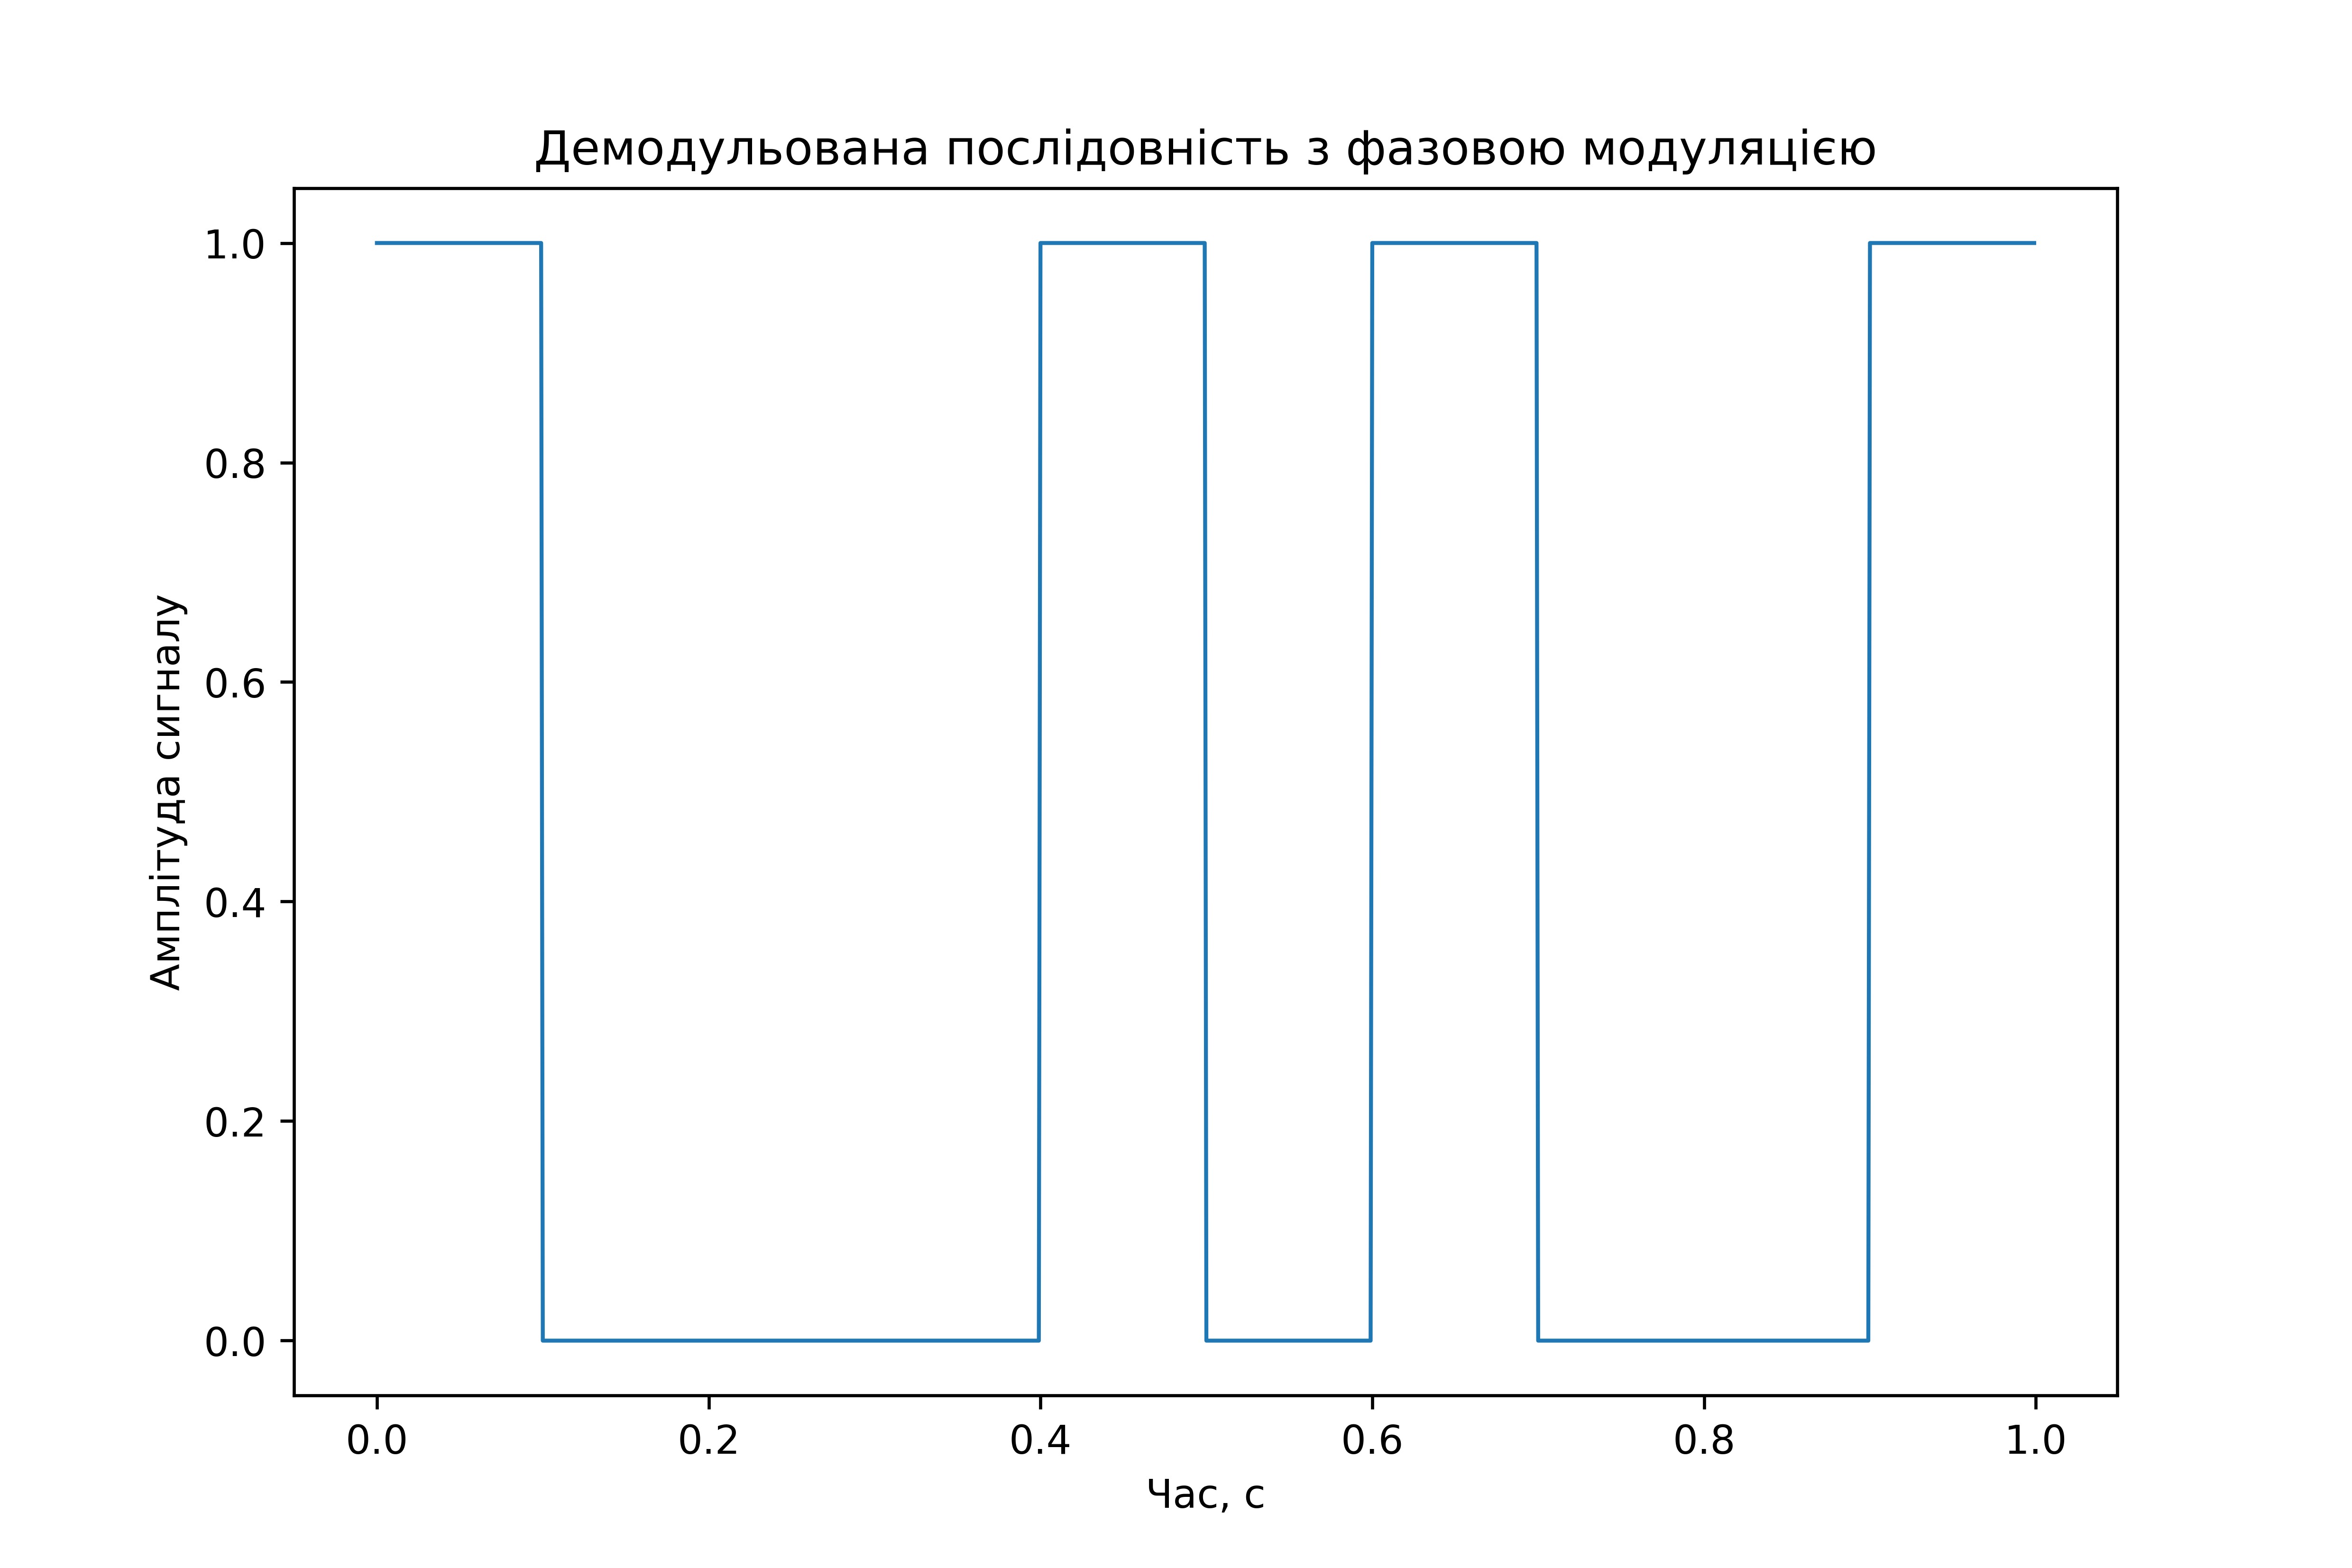 Демодульована послідовність з фазовою модуляцією
Амплітуда сигналу
1.0
0.8
0.6
0.4
0.2
0.0
0.0 0.2 0.4 0.6 0.8 1.0
Час, с